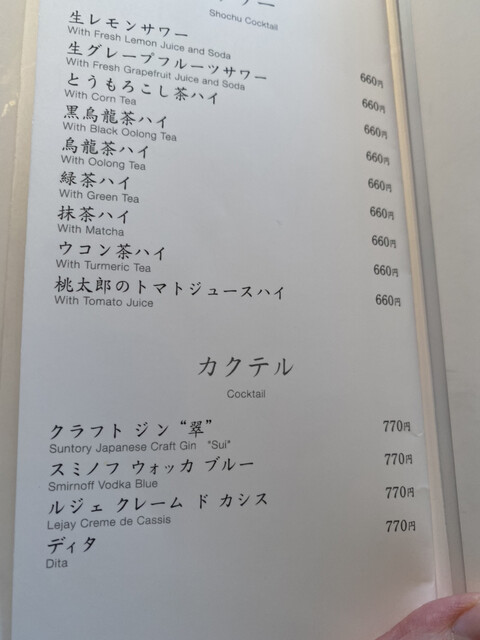 サワー
Shochu Cocktail
生レモンサワー
With Fresh Lemon Juice and Soda
生グレープフルーツサワー 660円
With Fresh Grapefruit Juice and Soda
とうもろこし茶ハイ 660円
With Corn Tea
黒烏龍茶ハイ 660円
With Black Oolong Tea
烏龍茶ハイ 660円
With Oolong Tea
緑茶ハイ 660円
With Green Tea
抹茶ハイ 660円
With Matcha
ウコン茶ハイ 660円
With Turmeric Tea 660円
桃太郎のトマトジュースハイ 660円
With Tomato Juice
カクテル
Cocktail
クラフト ジン “翠” 770円
Suntory Japanese Craft Gin "Sui"
スミノフ ウォッカ ブルー 770円
Smirnoff Vodka Blue
ルジェ クレーム ド カシス 770円
Lejay Creme de Cassis 770円
ディタ
Dita